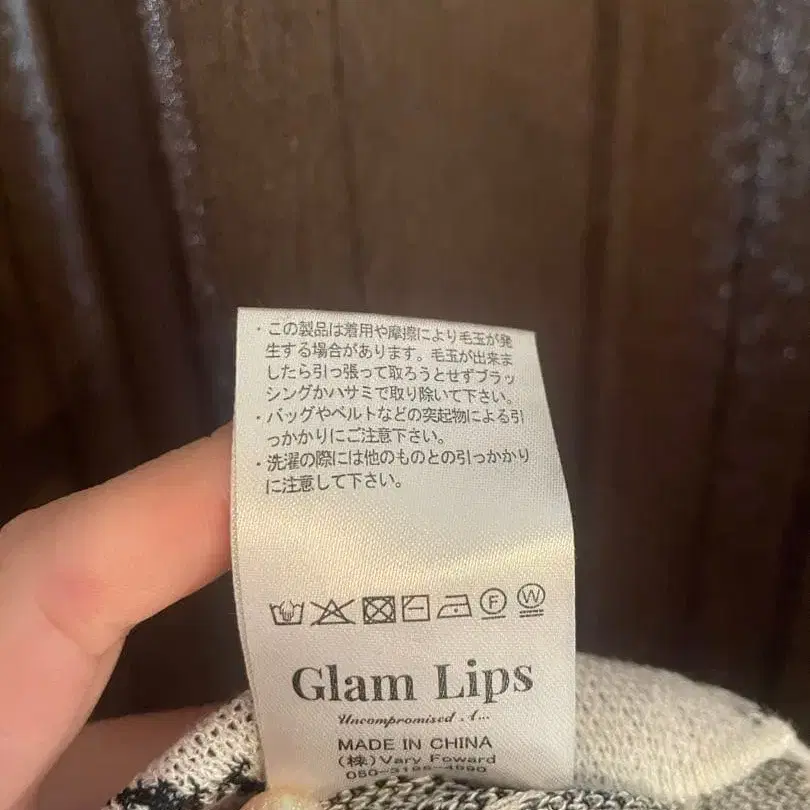 ・この製品は着用や摩擦により毛玉が発
生する場合があります。毛玉が出来ま
したら引っ張って取ろうとせずブラッ
シングかハサミで取り除いて下さい。
・バッグやベルトなどの突起物による引
っかかりにご注意下さい。
・洗濯の際には他のものとの引っかかり
に注意して下さい。
F W
Glam Lips
Uncompromised A...
MADE IN CHINA
(株)Vary Foward